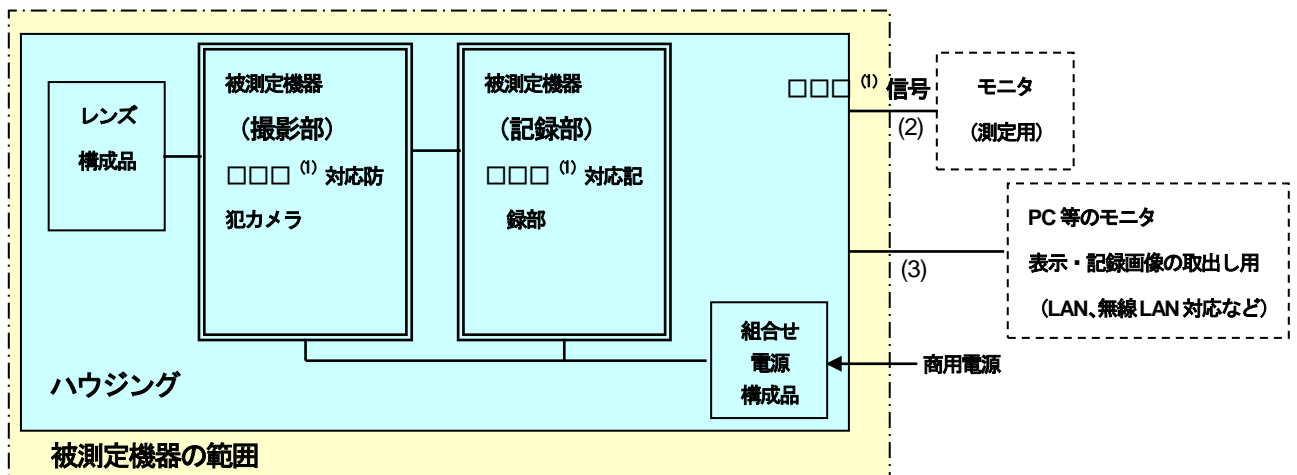 レンズ
構成品
被測定機器
（撮影部）
□□□ (1) 対応防
犯カメラ
被測定機器
（記録部）
□□□ (1) 対応記
録部
□□□ (1) 信号
(2)
モニタ
（測定用）
(3)
PC 等のモニタ
表示・記録画像の取出し用
（LAN、無線 LAN 対応など）
組合せ
電源
構成品
商用電源
ハウジング
被測定機器の範囲